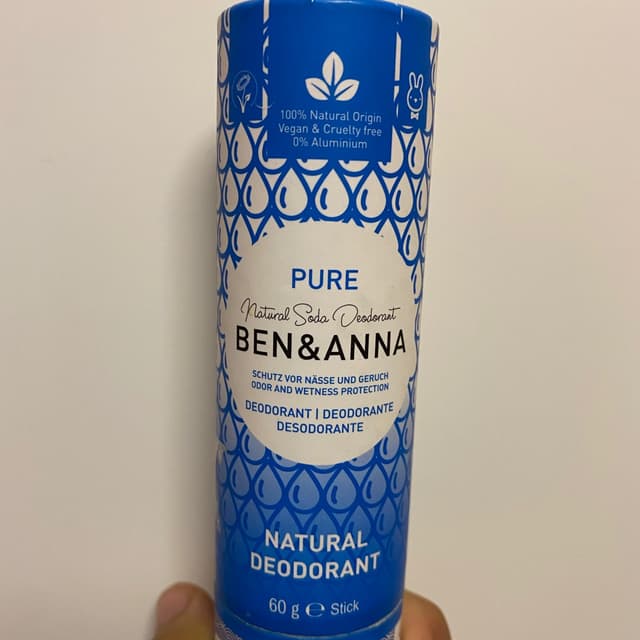 100% Natural Origin
Vegan & Cruelty free
0% Aluminium
PURE
Natural Soda Deodorant
BEN&ANNA
SCHUTZ VOR NÄSSE UND GERUCH
ODOR AND WETNESS PROTECTION
DEODORANT | DEODORANTE
DESODORANTE
NATURAL
DEODORANT
60 g ℮ Stick